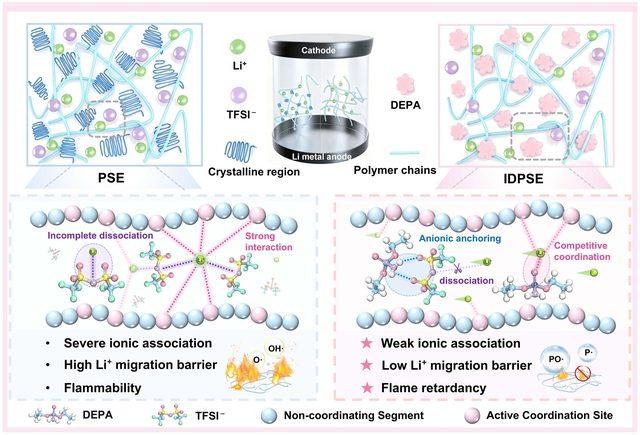 Li⁺
TFSI⁻
Crystalline region
Cathode
Li metal anode
DEPA
Polymer chains
PSE
IDPSE
Incomplete dissociation
Strong
interaction
Li⁺
Anionic anchoring
dissociation
Competitive
coordination
Li⁺
• Severe ionic association
• High Li⁺ migration barrier
• Flammability
O·
OH·
★ Weak ionic association
★ Low Li⁺ migration barrier
★ Flame retardancy
PO·
P·
DEPA
TFSI⁻
Non-coordinating Segment
Active Coordination Site